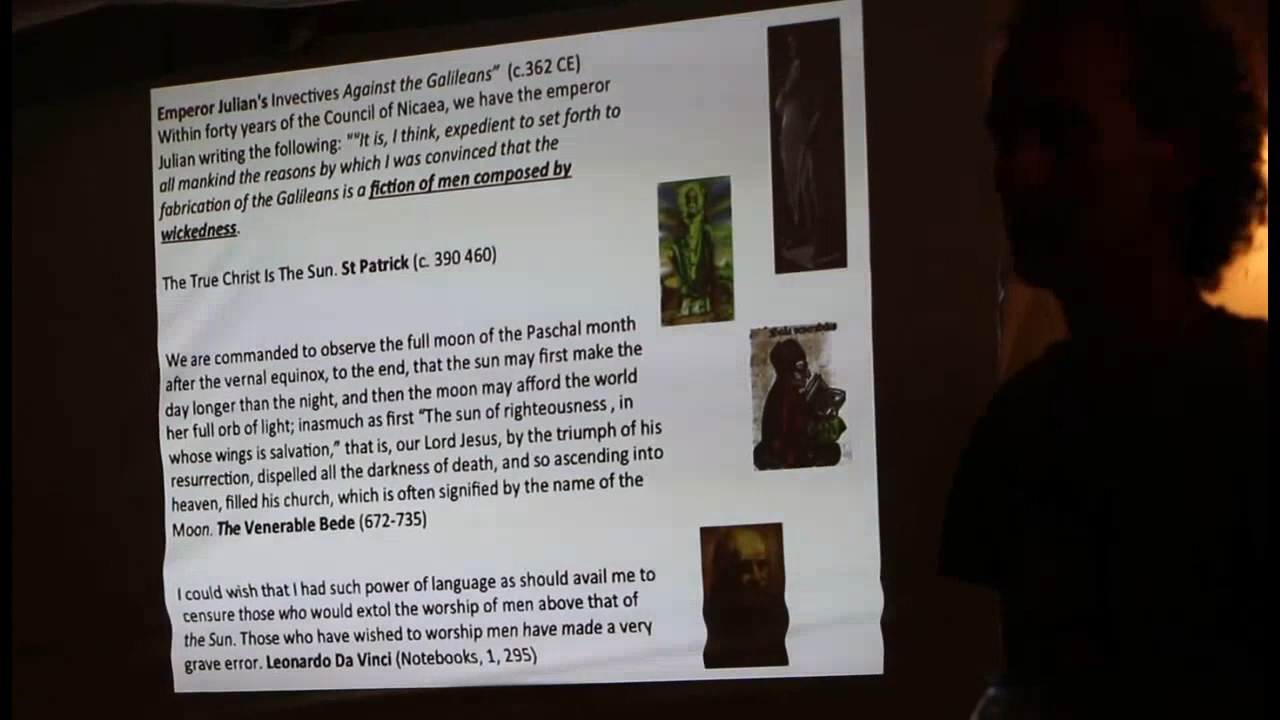 Emperor Julian's Invectives Against the Galileans" (c.362 CE)
Within forty years of the Council of Nicaea, we have the emperor
Julian writing the following: ""It is, I think, expedient to set forth to
all mankind the reasons by which I was convinced that the
fabrication of the Galileans is a fiction of men composed by
wickedness.
The True Christ Is The Sun. St Patrick (c. 390 460)
We are commanded to observe the full moon of the Paschal month
after the vernal equinox, to the end, that the sun may first make the
day longer than the night, and then the moon may afford the world
her full orb of light; inasmuch as first "The sun of righteousness , in
whose wings is salvation," that is, our Lord Jesus, by the triumph of his
resurrection, dispelled all the darkness of death, and so ascending into
heaven, filled his church, which is often signified by the name of the
Moon. The Venerable Bede (672-735)
I could wish that I had such power of language as should avail me to
censure those who would extol the worship of men above that of
the Sun. Those who have wished to worship men have made a very
grave error. Leonardo Da Vinci (Notebooks, 1, 295)